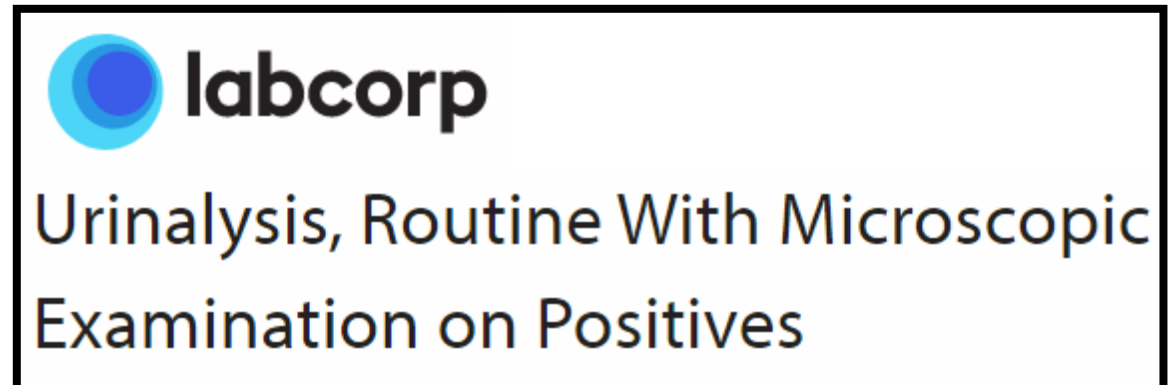 labcorp
Urinalysis, Routine With Microscopic
Examination on Positives